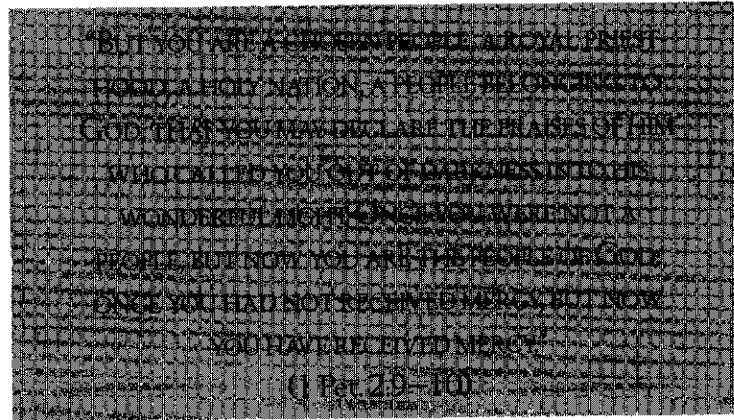 "BUT YOU ARE A CHOSEN PEOPLE, A ROYAL PRIEST-
HOOD, A HOLY NATION, A PEOPLE BELONGING TO
GOD, THAT YOU MAY DECLARE THE PRAISES OF HIM
WHO CALLED YOU OUT OF DARKNESS INTO HIS
WONDERFUL LIGHT. ONCE YOU WERE NOT A
PEOPLE, BUT NOW YOU ARE THE PEOPLE OF GOD;
ONCE YOU HAD NOT RECEIVED MERCY, BUT NOW
YOU HAVE RECEIVED MERCY."
(1 Pet 2:9–10)